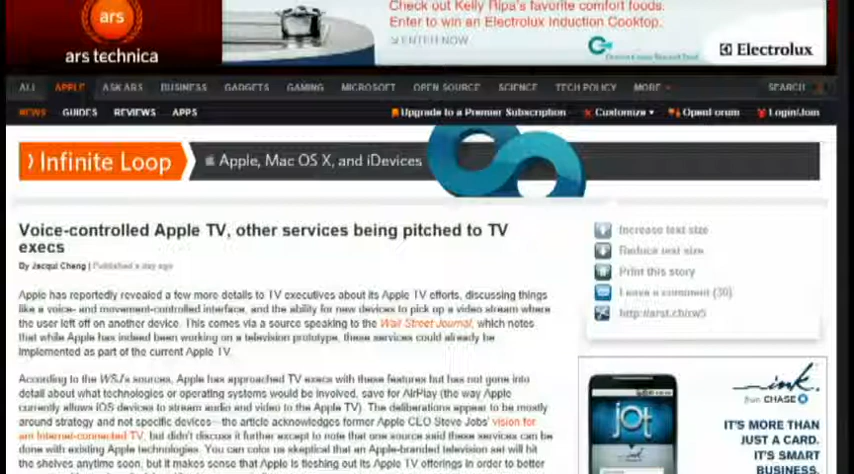 Check out Kelly Ripa's favorite comfort foods.
Enter to win an Electrolux Induction Cooktop.
ENTER NOW
ars
ars technica
Electrolux
ALL APPLE ASK ARS BUSINESS GADGETS GAMING MICROSOFT OPEN SOURCE SCIENCE TECH POLICY MORE SEARCH
NEWS GUIDES REVIEWS APPS Upgrade to a Premier Subscription Customize OpenForum Login/Join
Infinite Loop Apple, Mac OS X, and iDevices
Voice-controlled Apple TV, other services being pitched to TV
execs
By Jacqui Cheng | Published a day ago
Increase text size
Reduce text size
Print this story
Leave a comment (30)
Apple has reportedly revealed a few more details to TV executives about its Apple TV efforts, discussing things
like a voice- and movement-controlled interface, and the ability for new devices to pick up a video stream where
the user left off on another device. This comes via a source speaking to the Wall Street Journal, which notes
that while Apple has indeed been working on a television prototype, these services could already be
implemented as part of the current Apple TV.
According to the WSJ's sources, Apple has approached TV execs with these features but has not gone into
detail about what technologies or operating systems would be involved, save for AirPlay (the way Apple
currently allows iOS devices to stream audio and video to the Apple TV). The deliberations appear to be mostly
around strategy and not specific devices—the article acknowledges former Apple CEO Steve Jobs' vision for
an Internet-connected TV, but didn't discuss it further except to note that one source said these services can be
done with existing Apple technologies. You can color us skeptical that an Apple-branded television set will hit
the shelves anytime soon, but it makes sense that Apple is fleshing out its Apple TV offerings in order to better
ink.
from CHASE
jot
IT'S MORE THAN
JUST A CARD.
IT'S SMART
BUSINESS.